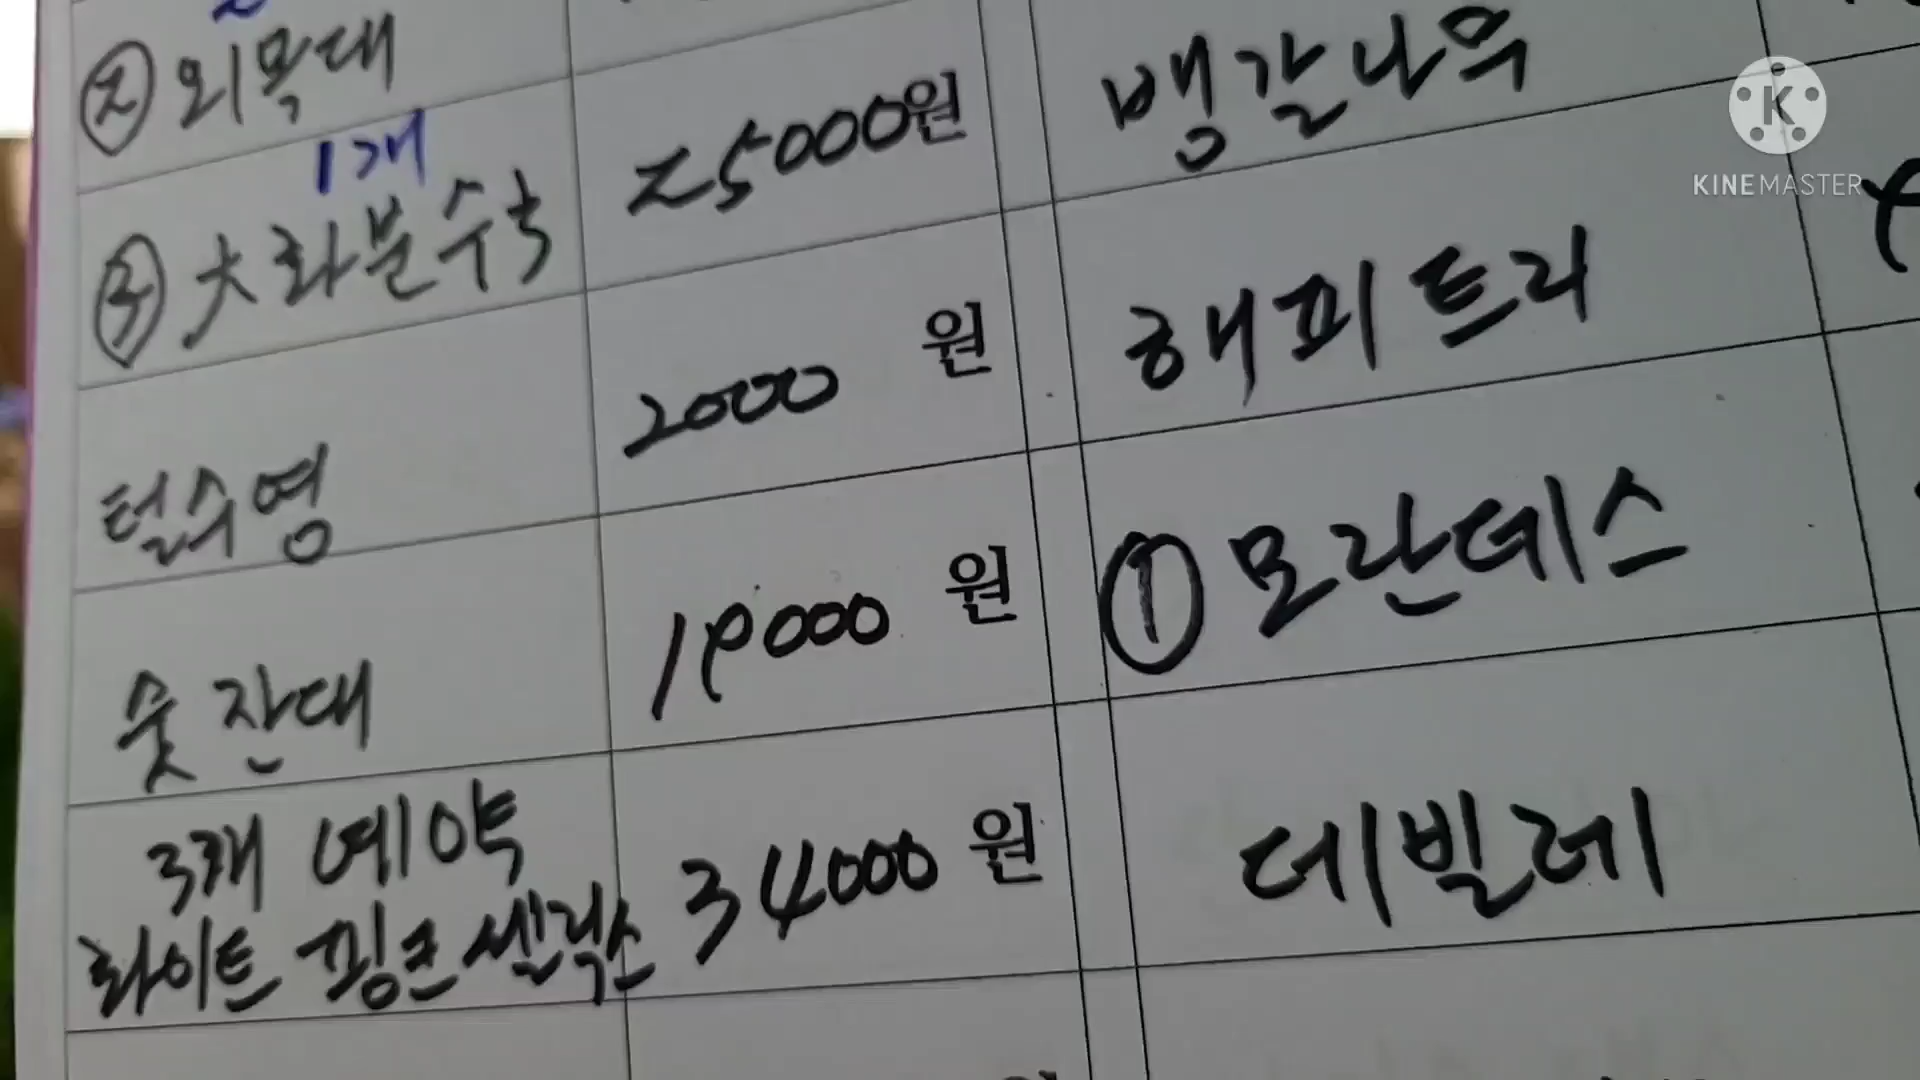 ② 외목대
25000원
뱅갈나무
1개
③ 大화분수국
2000 원
해피트리
털수염
19000 원
① 모란데스
숯 잔대
34000 원
데빌레
3개 예약
화이트 핑크셀릭스
KINEMASTER